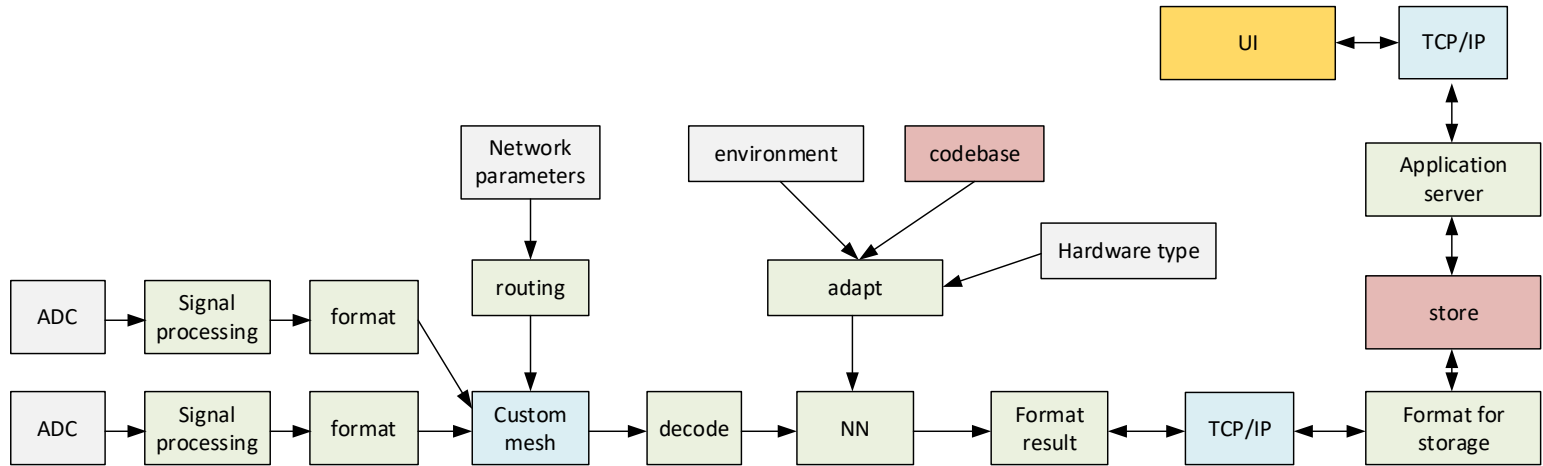 UI
TCP/IP
Network
parameters
environment
codebase
Application
server
Hardware type
routing
adapt
ADC
Signal
processing
format
store
ADC
Signal
processing
format
Custom
mesh
decode
NN
Format
result
TCP/IP
Format for
storage